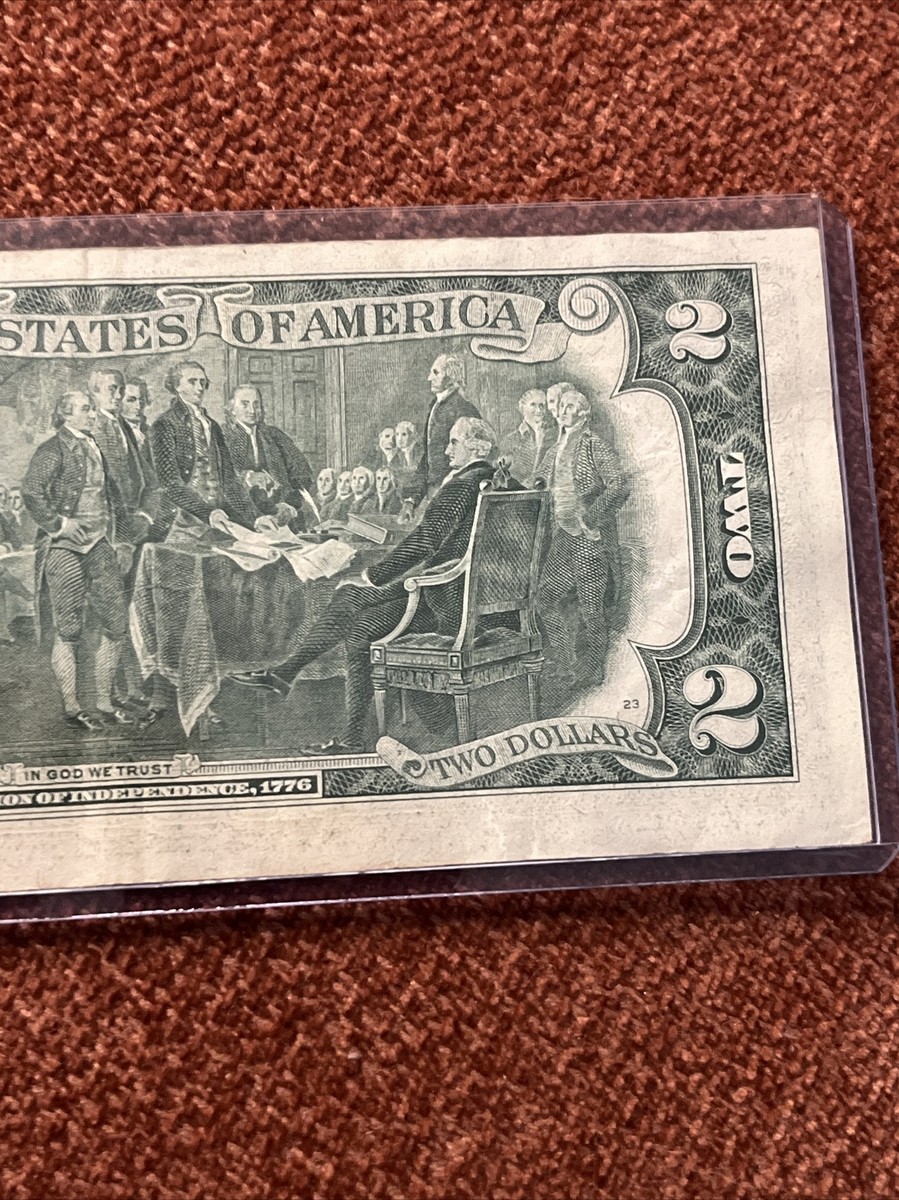 STATES OF AMERICA
2
TWO
2
23
TWO DOLLARS
IN GOD WE TRUST
ION OF INDEPENDENCE, 1776